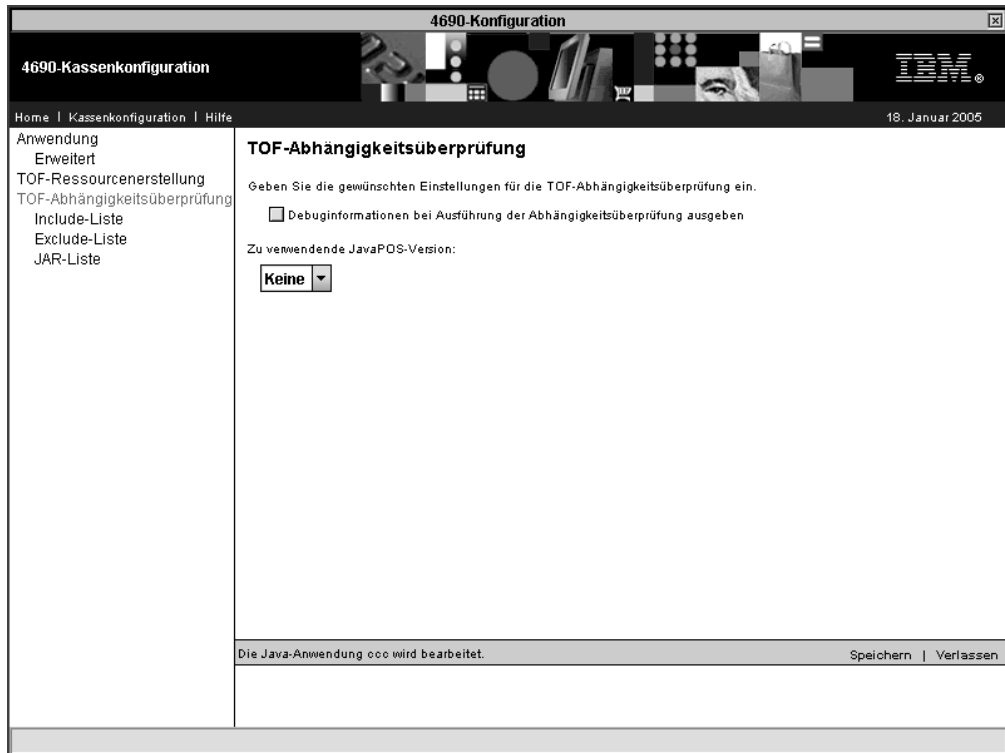 4690-Konfiguration
4690-Kassenkonfiguration
IBM®
Home | Kassenkonfiguration | Hilfe
18. Januar 2005
Anwendung
Erweitert
TOF-Ressourcenerstellung
TOF-Abhängigkeitsüberprüfung
Include-Liste
Exclude-Liste
JAR-Liste
TOF-Abhängigkeitsüberprüfung
Geben Sie die gewünschten Einstellungen für die TOF-Abhängigkeitsüberprüfung ein.
Debuginformationen bei Ausführung der Abhängigkeitsüberprüfung ausgeben
Zu verwendende JavaPOS-Version:
Keine
Die Java-Anwendung ccc wird bearbeitet.
Speichern | Verlassen